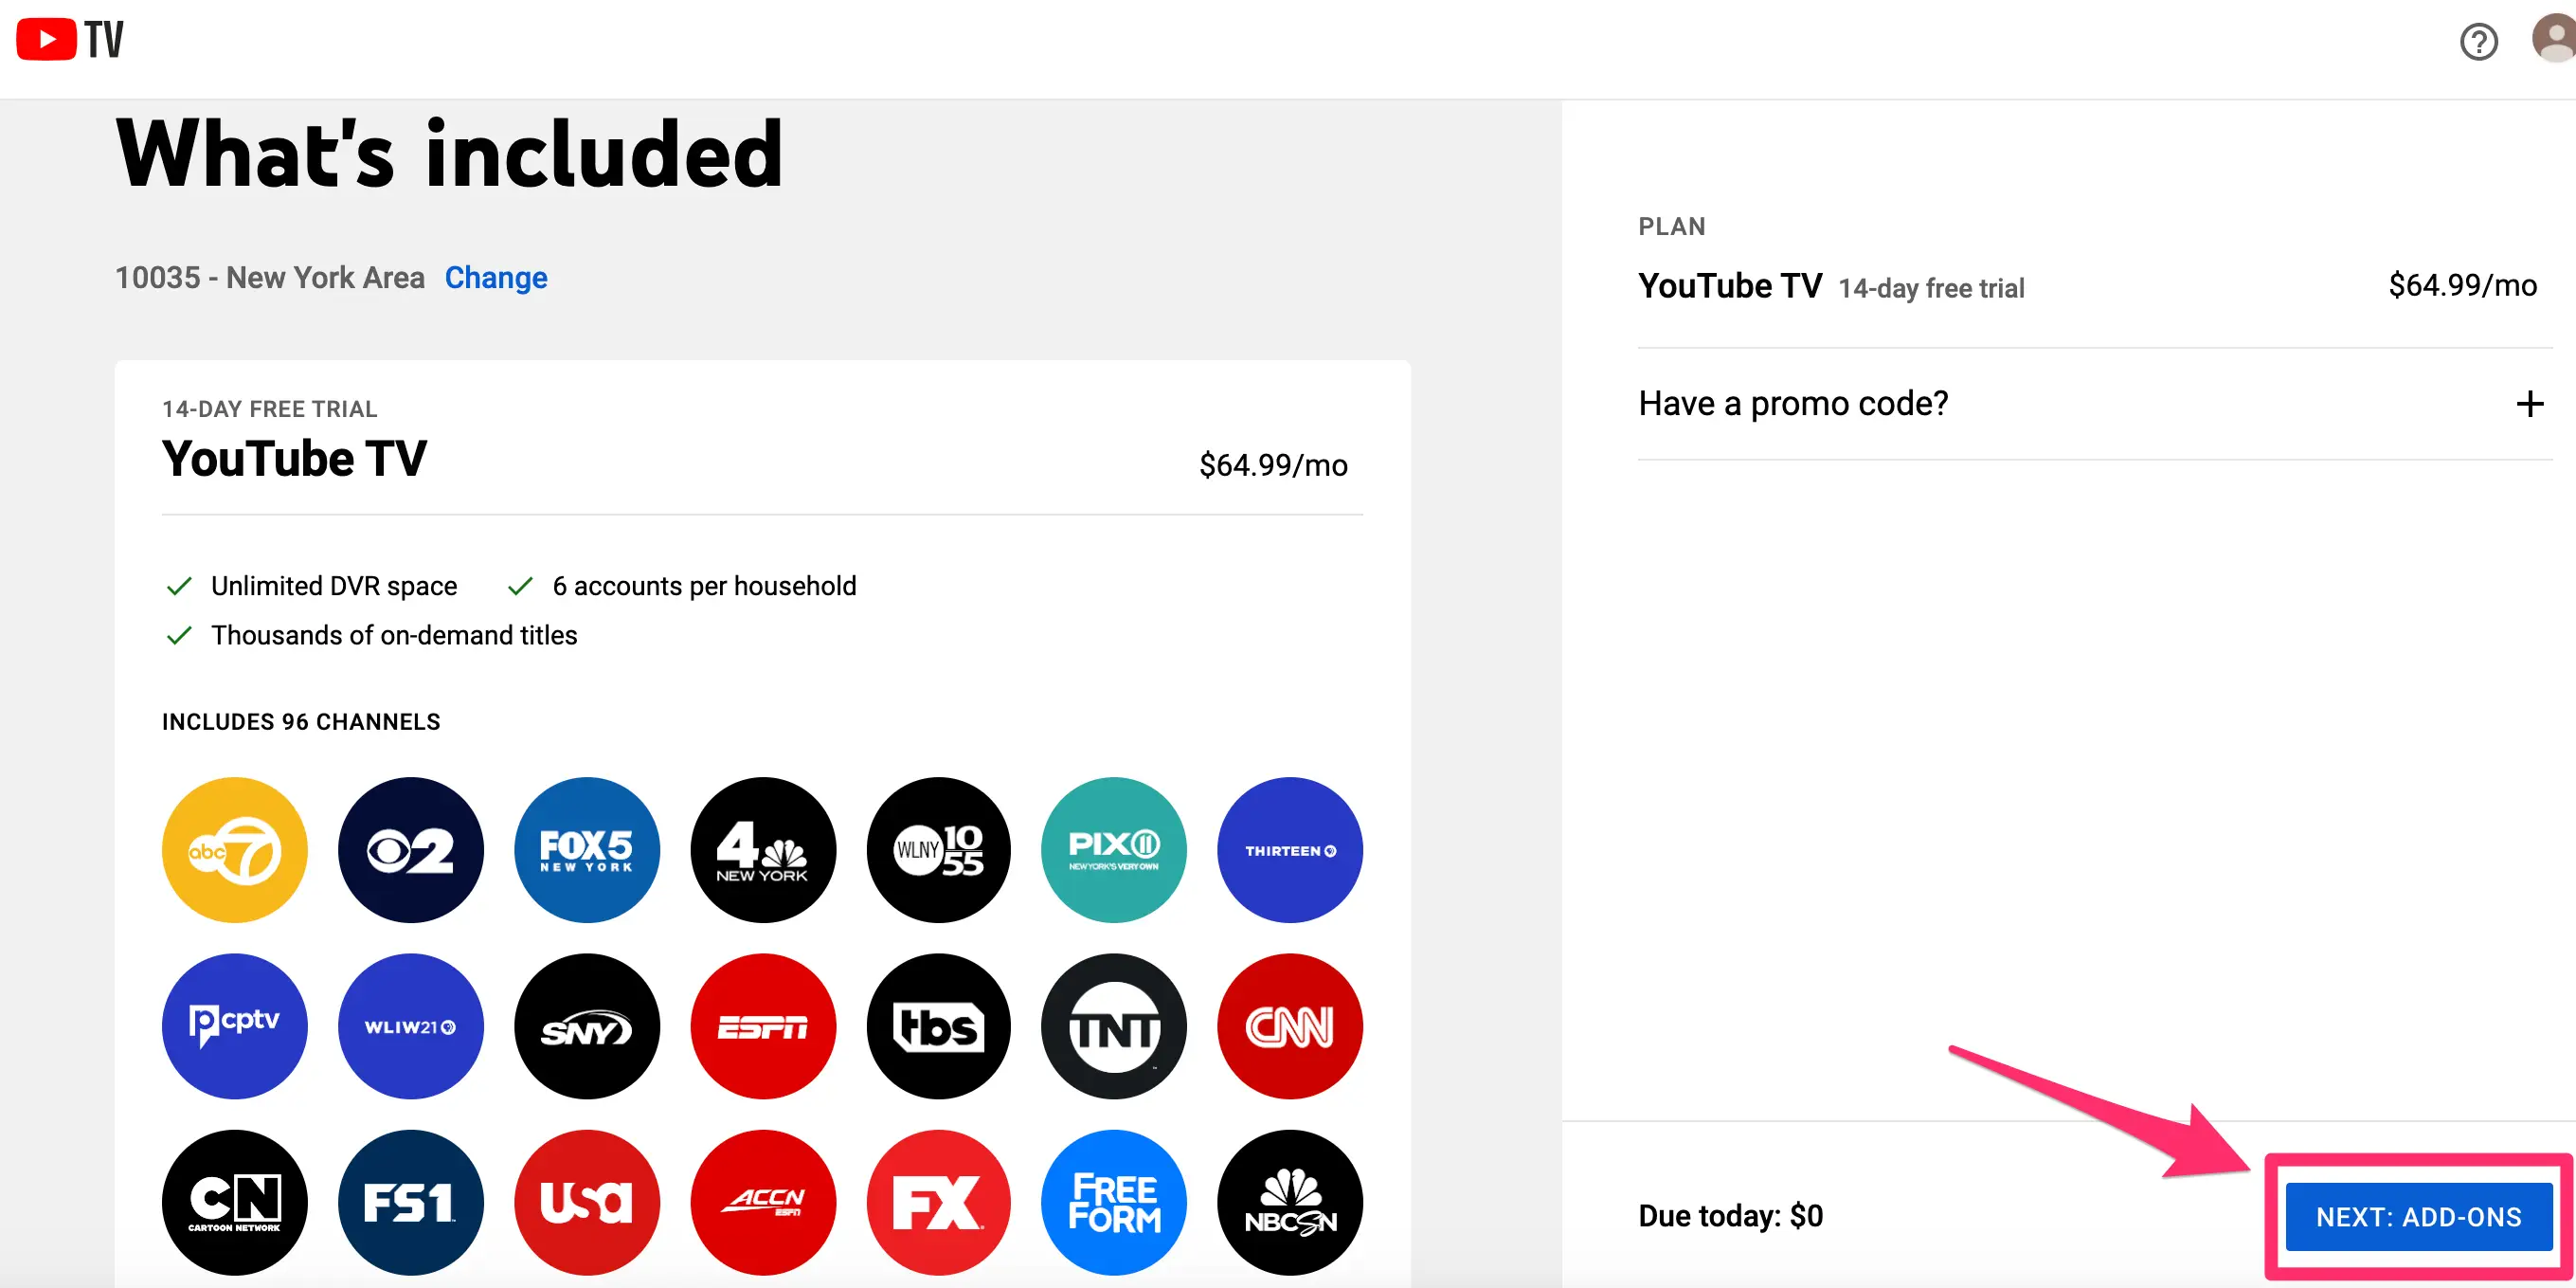 TV
What's included
10035 - New York Area Change
14-DAY FREE TRIAL
YouTube TV
$64.99/mo
Unlimited DVR space
6 accounts per household
Thousands of on-demand titles
INCLUDES 96 CHANNELS
abc 7
2
FOX 5
NEW YORK
4
NEW YORK
WLNY 10
55
PIX 11
NEW YORK'S VERY OWN
THIRTEEN
p cptv
WLIW21
SNY
ESPN
tbs
TNT
CNN
CN
CARTOON NETWORK
FS1
usa
ACCN
ESPN
FX
FREE
FORM
NBCSN
PLAN
YouTube TV 14-day free trial
$64.99/mo
Have a promo code?
Due today: $0
NEXT: ADD-ONS